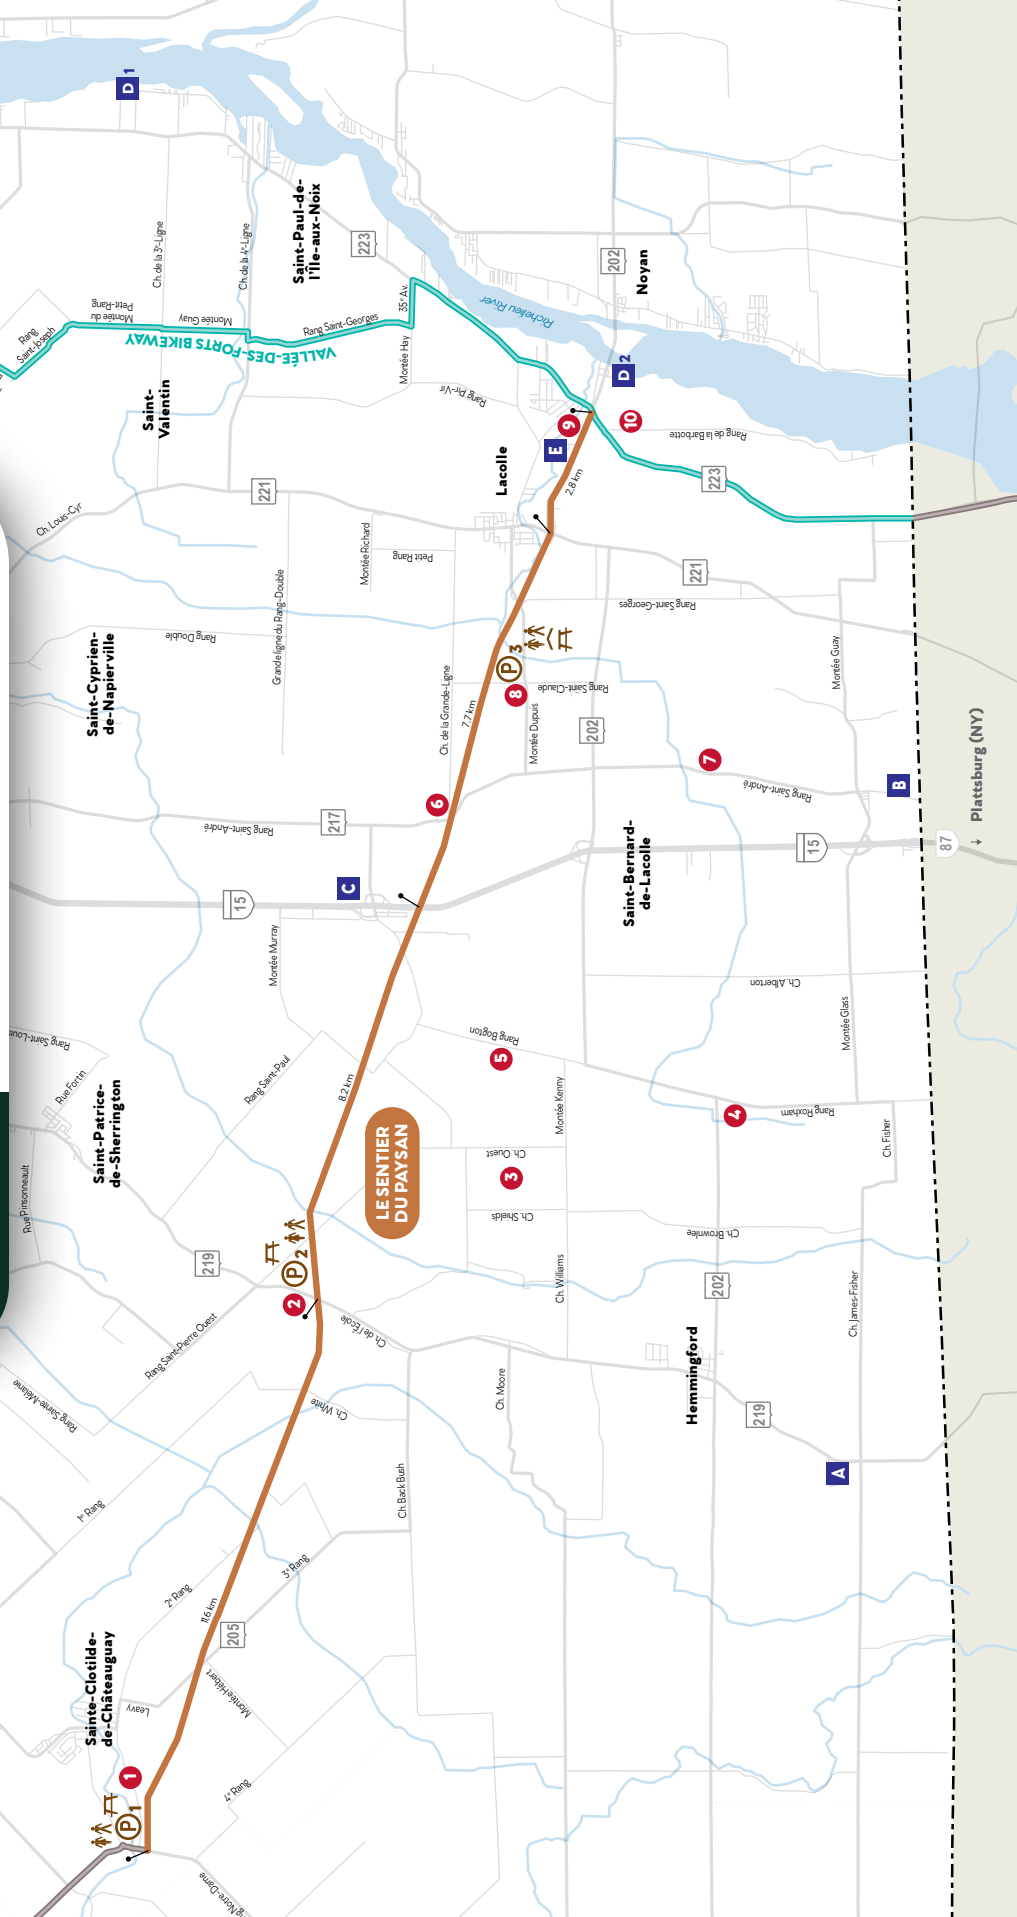 D 1
Ch. de la 3e-Ligne
Ch. de la 4e-Ligne
Saint-Paul-de-
l'Île-aux-Noix
223
202
Noyan
Richelieu River
35e Av.
Montée du
Petit-Rang
Montée Guay
Rang Saint-Georges
Rang
Saint-Joseph
VALLÉE-DES-FORTS BIKEWAY
Montée Hay
Rang Pir-Vir
Saint-
Valentin
D 2
9
10
E
Rang de la Barbotte
2.8 km
Lacolle
223
221
Ch. Louis-Cyr
Montée Richard
Petit Rang
Grande ligne du Rang-Double
Rang Double
Saint-Cyprien-
de-Napierville
221
Rang Saint-Georges
P 3
8
Rang Saint-Claude
Montée Guay
Ch. de la Grande-Ligne
7.7 km
Montée Dupuis
202
7
Rang Saint-André
B
Plattsburg (NY)
87
15
6
217
Rang Saint-André
Saint-Bernard-
de-Lacolle
C
15
Montée Murray
Ch. Alberton
Montée Glass
Rang Saint-Louis
Rue Fortin
Saint-Patrice-
de-Sherrington
Rang Saint-Paul
8.2 km
Rang Bogton
5
Montée Kenny
4
Rang Roxham
Ch. Fisher
LE SENTIER
DU PAYSAN
Ch. Ouest
3
Ch. Shields
Rue Pinsonneault
Ch. Brownlee
219
P 2
2
Ch. Williams
202
Ch. James-Fisher
Ch. de l'École
Rang Saint-Pierre Ouest
Ch. Moore
Hemmingford
219
Rang Sainte-Mélanie
Ch. White
Ch. Back Bush
A
1er Rang
2e Rang
3e Rang
11.6 km
205
Sainte-Clotilde-
de-Châteauguay
Leavy
Montée Hébert
4e Rang
1
P 1
Rang Notre-Dame